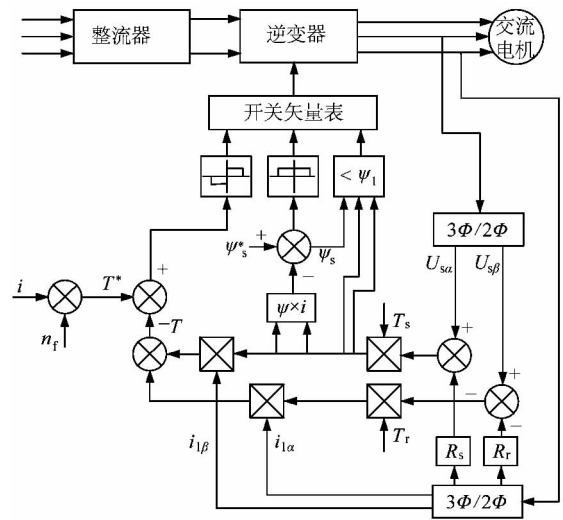 整流器
逆变器
交流
电机
开关矢量表
< ψ₁
3Φ/2Φ
ψ*ₛ
+
ψₛ
−
Uₛα
Uₛβ
i
T*
+
ψ×i
n_f
−T
Tₛ
+
+
−
−
i₁β
i₁α
Tᵣ
Rₛ
Rᵣ
3Φ/2Φ